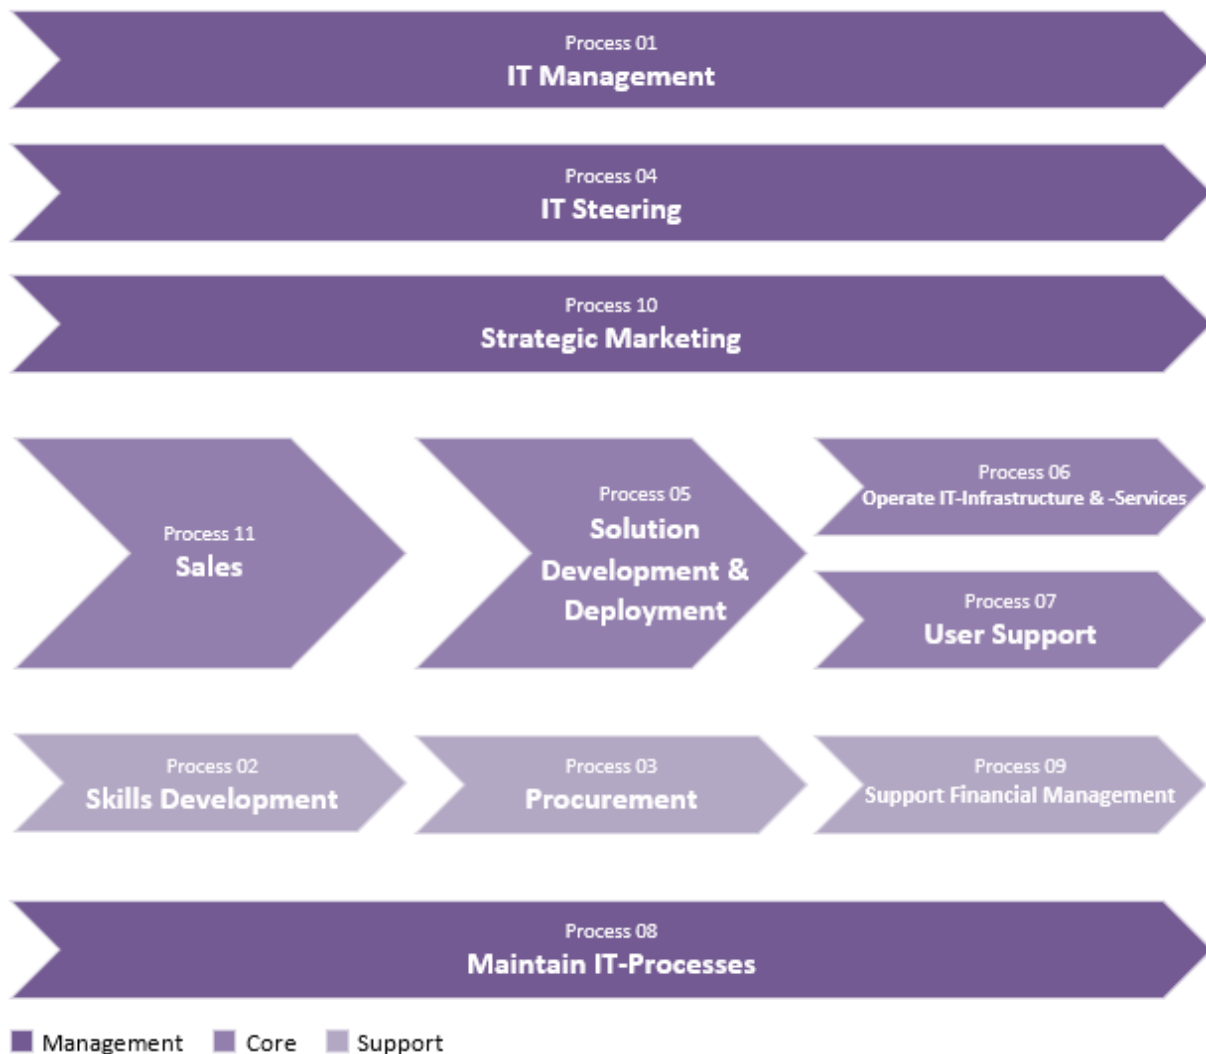 Process 01
IT Management
Process 04
IT Steering
Process 10
Strategic Marketing
Process 11
Sales
Process 05
Solution
Development &
Deployment
Process 06
Operate IT-Infrastructure & -Services
Process 07
User Support
Process 02
Skills Development
Process 03
Procurement
Process 09
Support Financial Management
Process 08
Maintain IT-Processes
Management Core Support